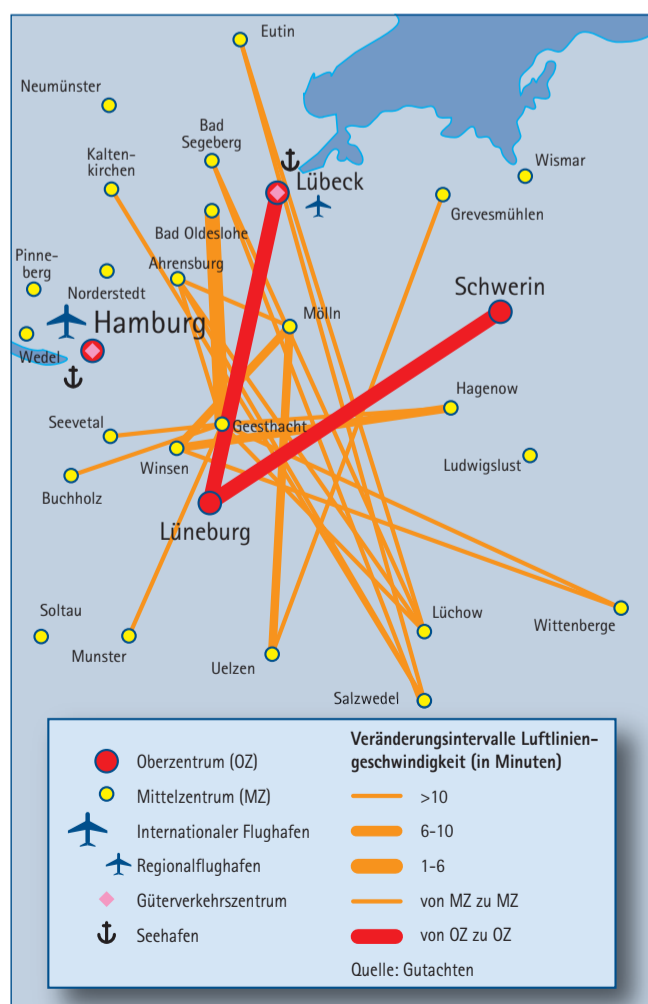 Eutin
Neumünster
Bad
Segeberg
Kalten-
kirchen
Wismar
Lübeck
Grevesmühlen
Bad Oldeslohe
Ahrensburg
Pinne-
berg
Norderstedt
Schwerin
Mölln
Hamburg
Wedel
Hagenow
Seevetal
Geesthacht
Winsen
Ludwigslust
Buchholz
Lüneburg
Soltau
Lüchow
Wittenberge
Munster
Uelzen
Salzwedel
Veränderungsintervalle Luftlinien-
geschwindigkeit (in Minuten)
Oberzentrum (OZ)
Mittelzentrum (MZ)
Internationaler Flughafen
Regionalflughafen
Güterverkehrszentrum
Seehafen
>10
6-10
1-6
von MZ zu MZ
von OZ zu OZ
Quelle: Gutachten